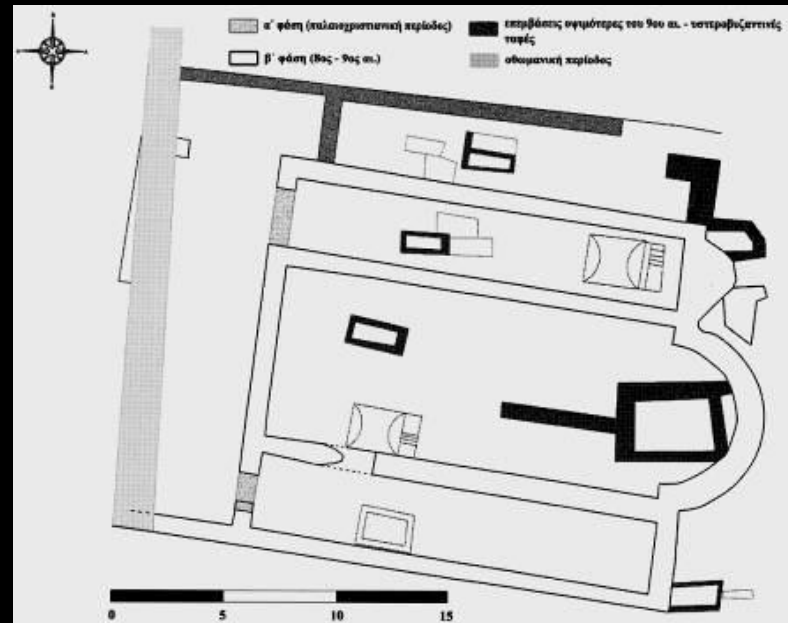 α΄ φάση (παλαιοχριστιανική περίοδος)
β΄ φάση (8ος - 9ος αι.)
επεμβάσεις οψιμότερες του 9ου αι. - υστεροβυζαντινές
ταφές
οθωμανική περίοδος
0 5 10 15